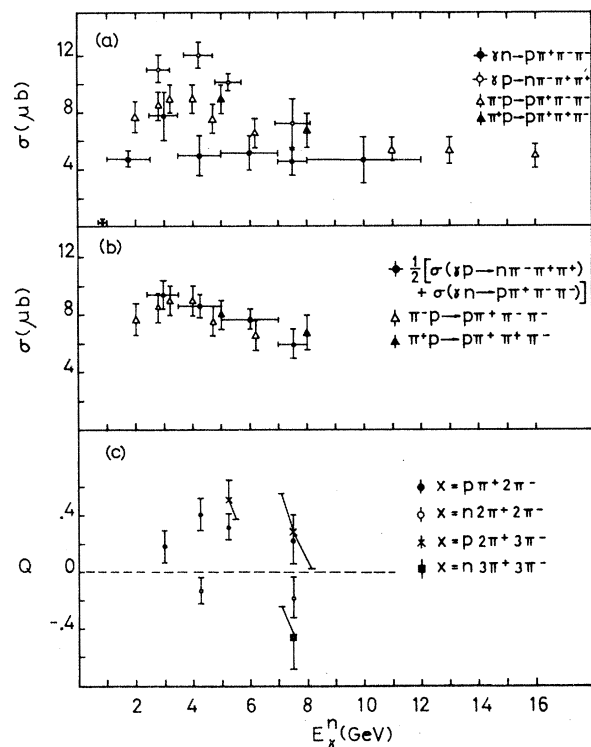 (a)
σ(μb)
12
8
4
γn→pπ⁺π⁻π⁻
γp→nπ⁻π⁺π⁺
π⁻p→pπ⁺π⁻π⁻
π⁺p→pπ⁺π⁺π⁻
(b)
σ(μb)
12
8
4
½[σ(γp→nπ⁻π⁺π⁺)
+ σ(γn→pπ⁺π⁻π⁻)]
π⁻p→pπ⁺π⁻π⁻
π⁺p→pπ⁺π⁺π⁻
(c)
Q
.4
0
-.4
x=pπ⁺2π⁻
x=n2π⁺2π⁻
x=p2π⁺3π⁻
x=n3π⁺3π⁻
0 2 4 6 8 10 12 14 16
Eₓⁿ(GeV)